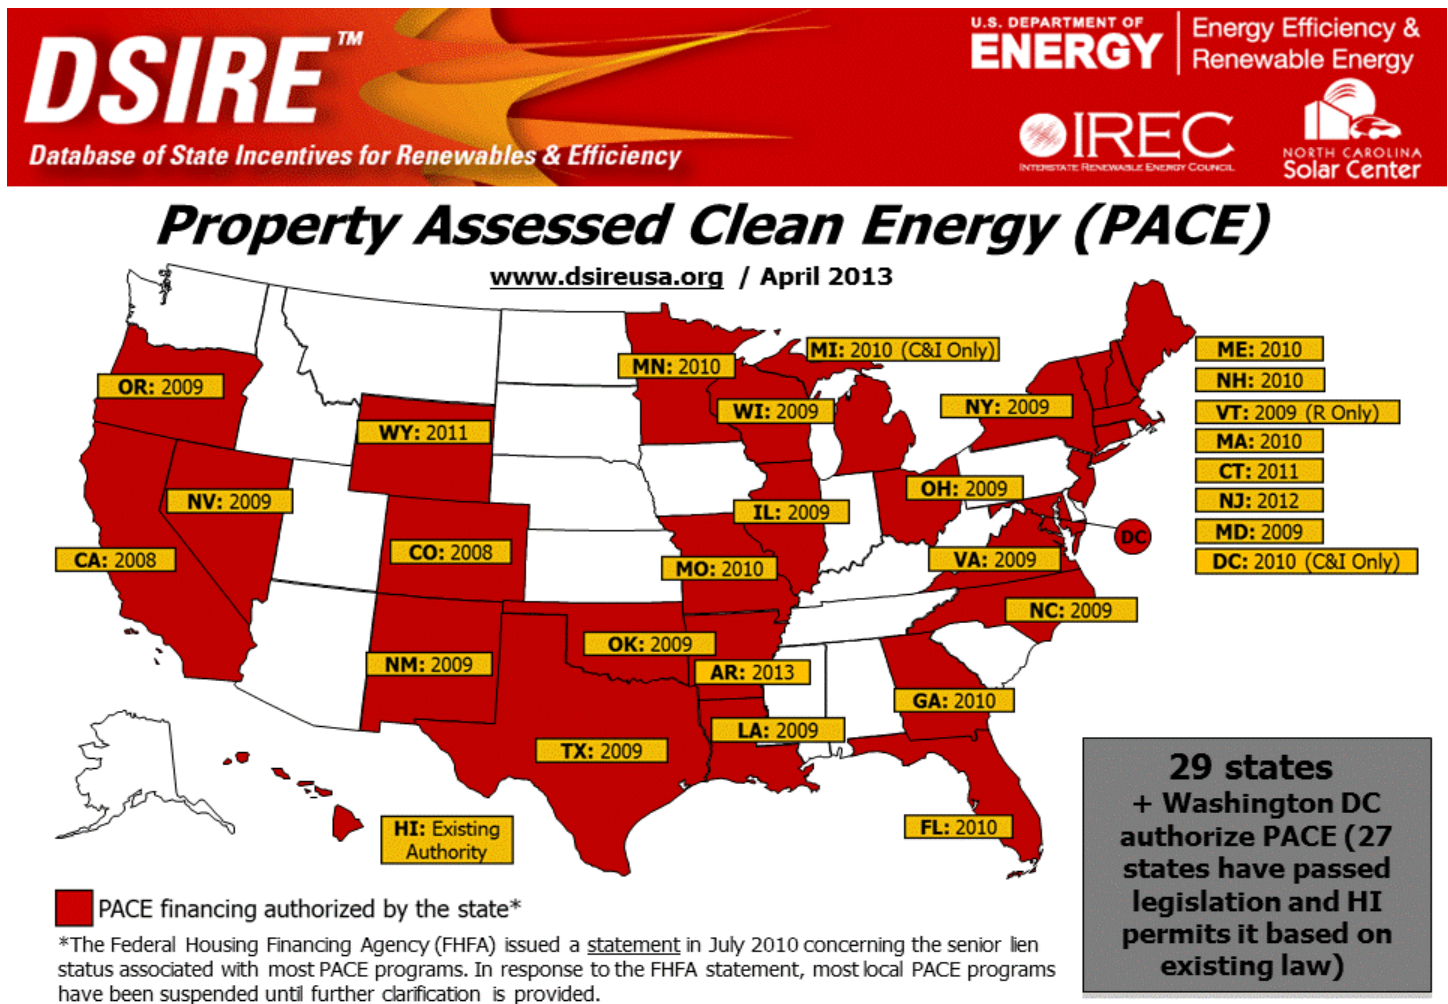 DSIRE™
Database of State Incentives for Renewables & Efficiency
U.S. DEPARTMENT OF
ENERGY
Energy Efficiency &
Renewable Energy
IREC
INTERSTATE RENEWABLE ENERGY COUNCIL
NORTH CAROLINA
Solar Center
Property Assessed Clean Energy (PACE)
www.dsireusa.org / April 2013
MI: 2010 (C&I Only)
MN: 2010
OR: 2009
WI: 2009
NY: 2009
WY: 2011
NV: 2009
OH: 2009
IL: 2009
CO: 2008
CA: 2008
MO: 2010
VA: 2009
DC
NC: 2009
OK: 2009
NM: 2009
AR: 2013
GA: 2010
LA: 2009
TX: 2009
FL: 2010
HI: Existing
Authority
ME: 2010
NH: 2010
VT: 2009 (R Only)
MA: 2010
CT: 2011
NJ: 2012
MD: 2009
DC: 2010 (C&I Only)
29 states
+ Washington DC
authorize PACE (27
states have passed
legislation and HI
permits it based on
existing law)
PACE financing authorized by the state*
*The Federal Housing Financing Agency (FHFA) issued a statement in July 2010 concerning the senior lien
status associated with most PACE programs. In response to the FHFA statement, most local PACE programs
have been suspended until further clarification is provided.